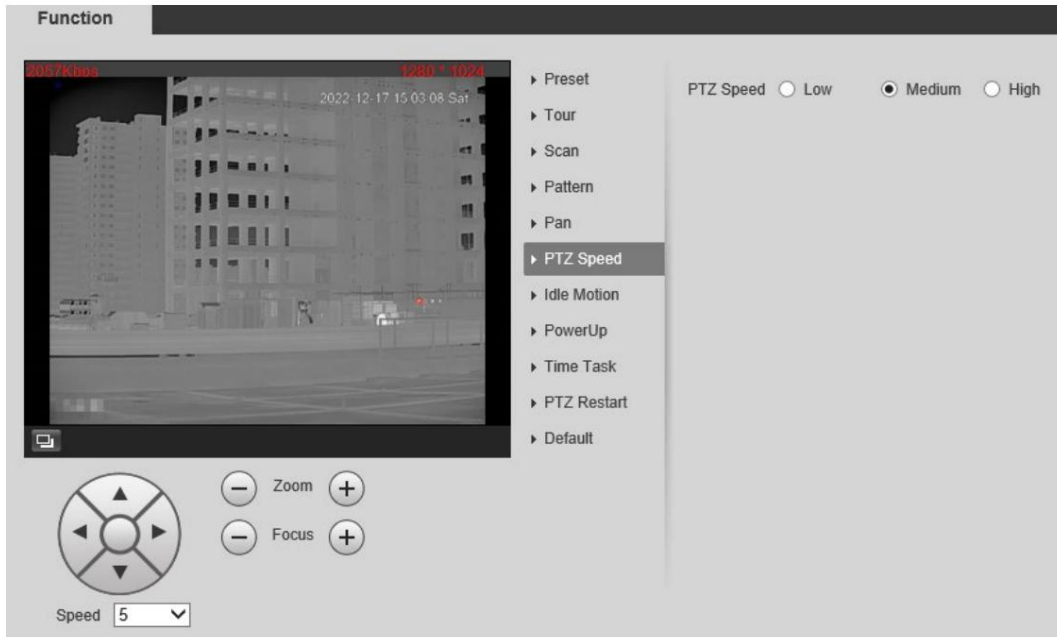 Function
2057Kbps 1280 * 1024
2022-12-17 15 03 08 Sat
Preset
Tour
Scan
Pattern
Pan
PTZ Speed
Idle Motion
PowerUp
Time Task
PTZ Restart
Default
PTZ Speed Low Medium High
Zoom
Focus
Speed 5